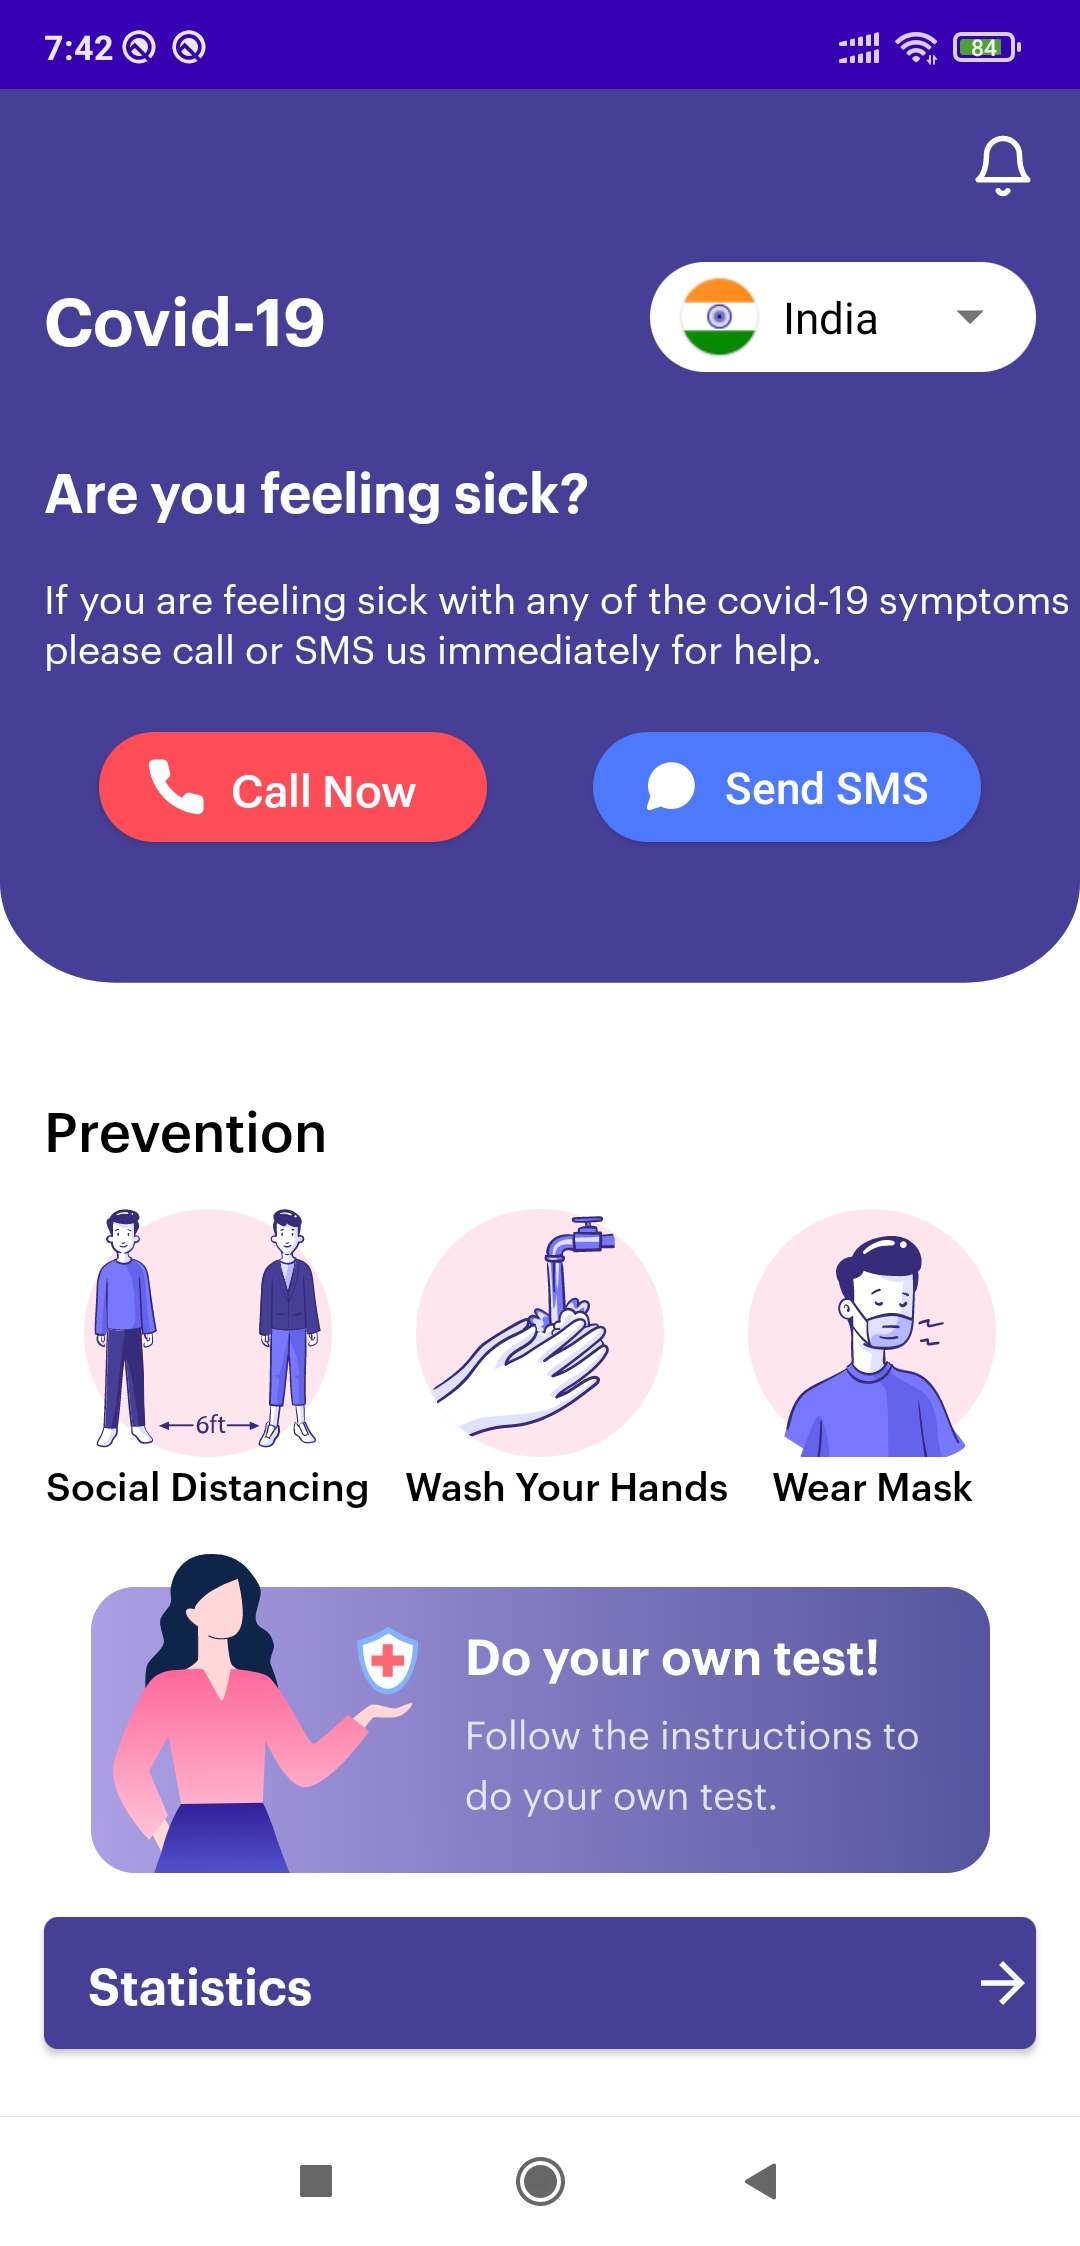 7:42
84
Covid-19
India
Are you feeling sick?
If you are feeling sick with any of the covid-19 symptoms
please call or SMS us immediately for help.
Call Now
Send SMS
Prevention
6ft
Social Distancing
Wash Your Hands
Wear Mask
Do your own test!
Follow the instructions to
do your own test.
Statistics